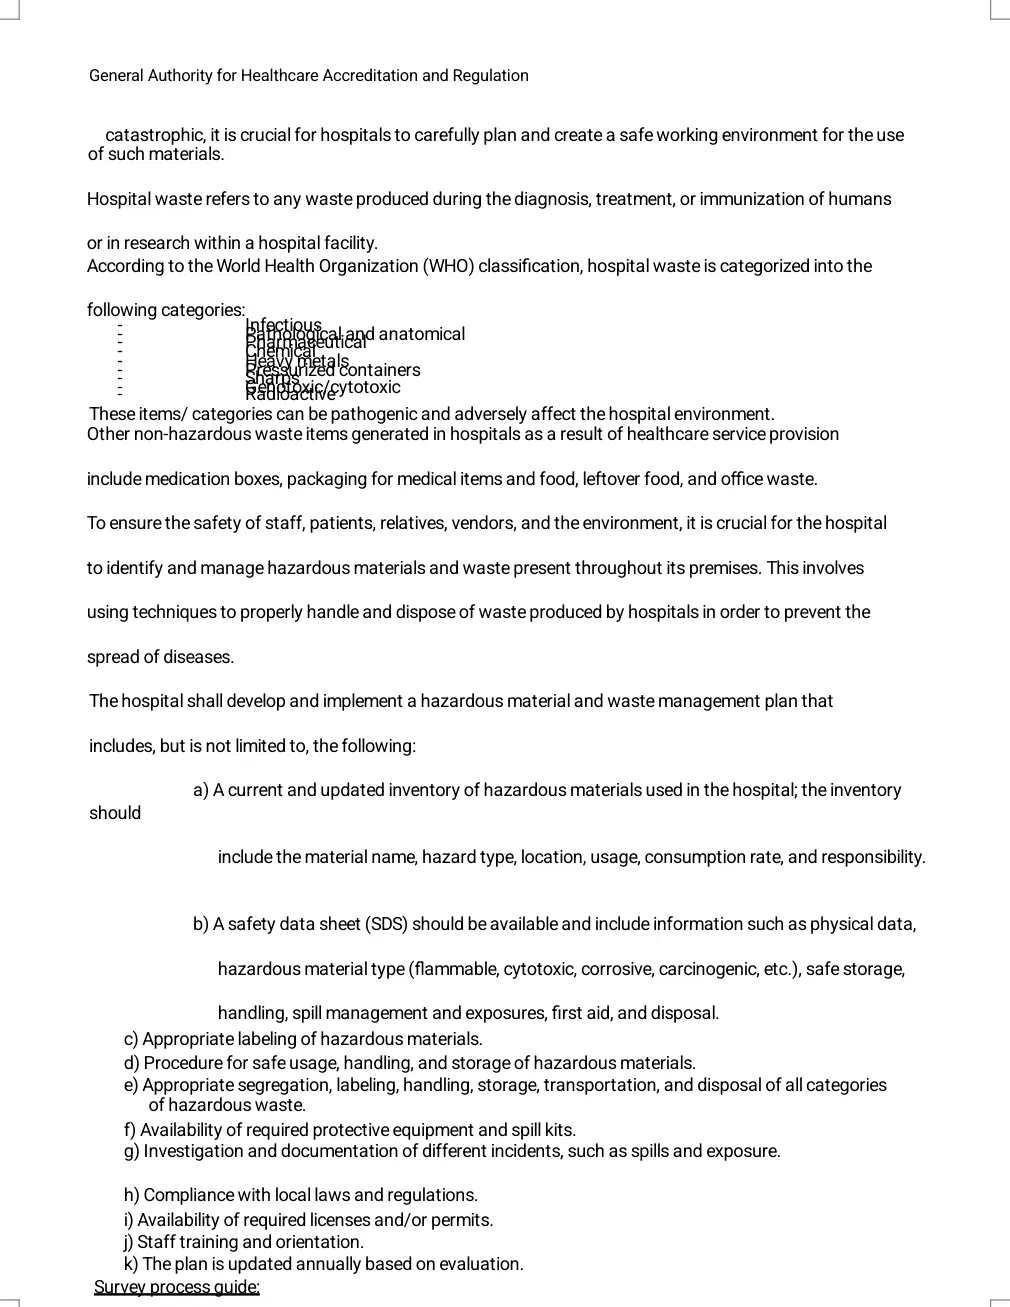 General Authority for Healthcare Accreditation and Regulation
catastrophic, it is crucial for hospitals to carefully plan and create a safe working environment for the use
of such materials.
Hospital waste refers to any waste produced during the diagnosis, treatment, or immunization of humans
or in research within a hospital facility.
According to the World Health Organization (WHO) classification, hospital waste is categorized into the
following categories:
- Infectious
- Pathological and anatomical
- Pharmaceutical
- Chemical
- Heavy metals
- Pressurized containers
- Sharps
- Genotoxic/cytotoxic
- Radioactive
These items/ categories can be pathogenic and adversely affect the hospital environment.
Other non-hazardous waste items generated in hospitals as a result of healthcare service provision
include medication boxes, packaging for medical items and food, leftover food, and office waste.
To ensure the safety of staff, patients, relatives, vendors, and the environment, it is crucial for the hospital
to identify and manage hazardous materials and waste present throughout its premises. This involves
using techniques to properly handle and dispose of waste produced by hospitals in order to prevent the
spread of diseases.
The hospital shall develop and implement a hazardous material and waste management plan that
includes, but is not limited to, the following:
a) A current and updated inventory of hazardous materials used in the hospital; the inventory
should
include the material name, hazard type, location, usage, consumption rate, and responsibility.
b) A safety data sheet (SDS) should be available and include information such as physical data,
hazardous material type (flammable, cytotoxic, corrosive, carcinogenic, etc.), safe storage,
handling, spill management and exposures, first aid, and disposal.
c) Appropriate labeling of hazardous materials.
d) Procedure for safe usage, handling, and storage of hazardous materials.
e) Appropriate segregation, labeling, handling, storage, transportation, and disposal of all categories
of hazardous waste.
f) Availability of required protective equipment and spill kits.
g) Investigation and documentation of different incidents, such as spills and exposure.
h) Compliance with local laws and regulations.
i) Availability of required licenses and/or permits.
j) Staff training and orientation.
k) The plan is updated annually based on evaluation.
Survey process guide: